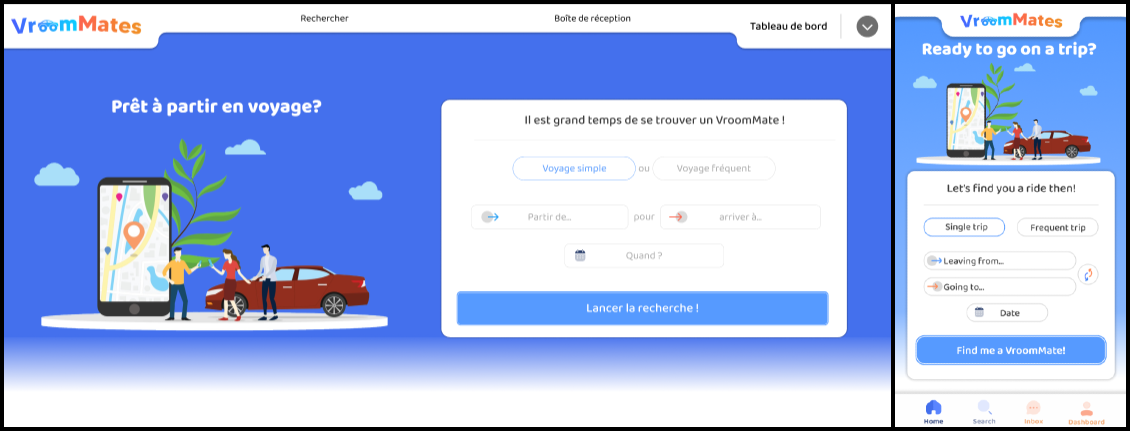 VroomMates
Rechercher
Boîte de réception
Tableau de bord
Prêt à partir en voyage?
Il est grand temps de se trouver un VroomMate !
Voyage simple ou Voyage fréquent
Partir de... pour arriver à...
Quand ?
Lancer la recherche !
VroomMates
Ready to go on a trip?
Let's find you a ride then!
Single trip Frequent trip
Leaving from...
Going to...
Date
Find me a VroomMate!
Home Search Inbox Dashboard